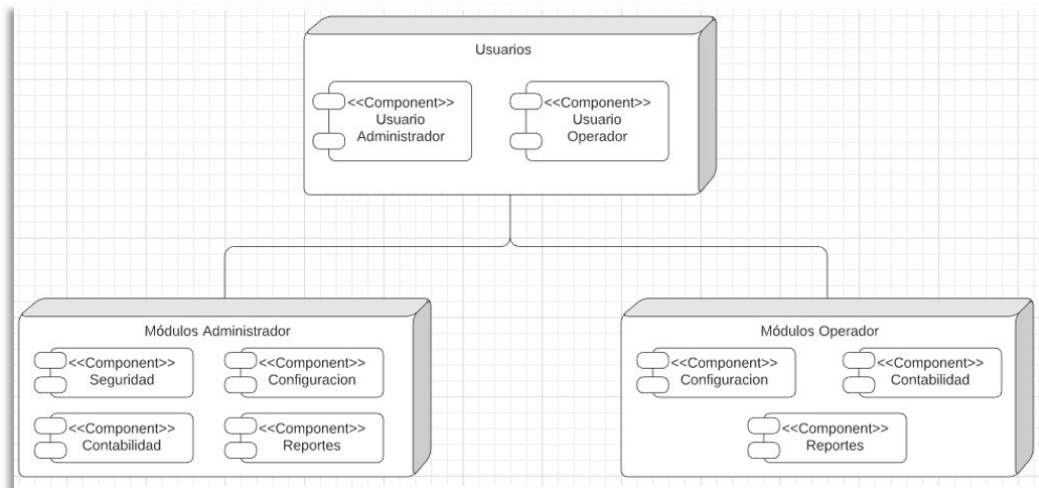 Usuarios
<<Component>>
Usuario
Administrador
<<Component>>
Usuario
Operador
Módulos Administrador
<<Component>>
Seguridad
<<Component>>
Configuracion
<<Component>>
Contabilidad
<<Component>>
Reportes
Módulos Operador
<<Component>>
Configuracion
<<Component>>
Contabilidad
<<Component>>
Reportes